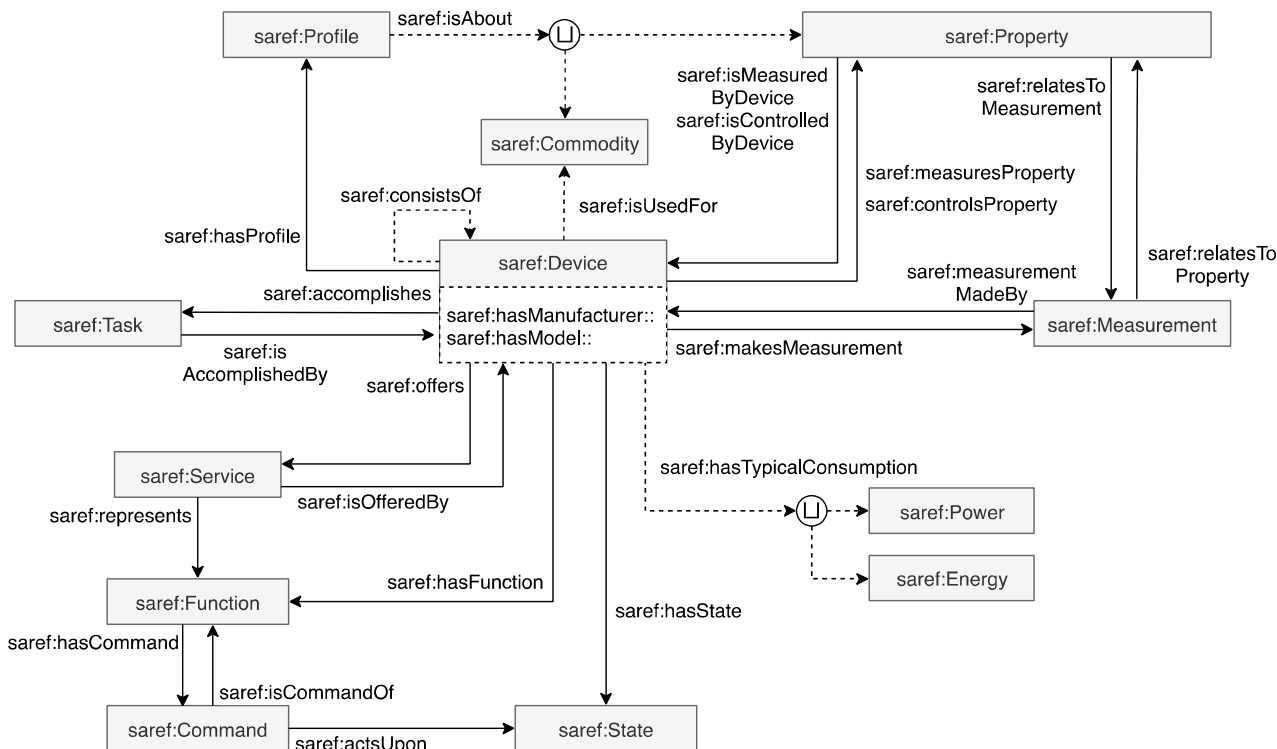 saref:isAbout
saref:Profile
saref:Property
saref:isMeasured
ByDevice
saref:isControlled
ByDevice
saref:relatesTo
Measurement
saref:Commodity
saref:measuresProperty
saref:controlsProperty
saref:consistsOf
saref:isUsedFor
saref:hasProfile
saref:Device
saref:relatesTo
Property
saref:measurement
MadeBy
saref:accomplishes
saref:hasManufacturer::
saref:hasModel::
saref:Task
saref:Measurement
saref:makesMeasurement
saref:is
AccomplishedBy
saref:offers
saref:hasTypicalConsumption
saref:Service
saref:isOfferedBy
saref:represents
saref:Power
saref:Energy
saref:hasFunction
saref:Function
saref:hasState
saref:hasCommand
saref:isCommandOf
saref:Command
saref:State
saref:actsUpon